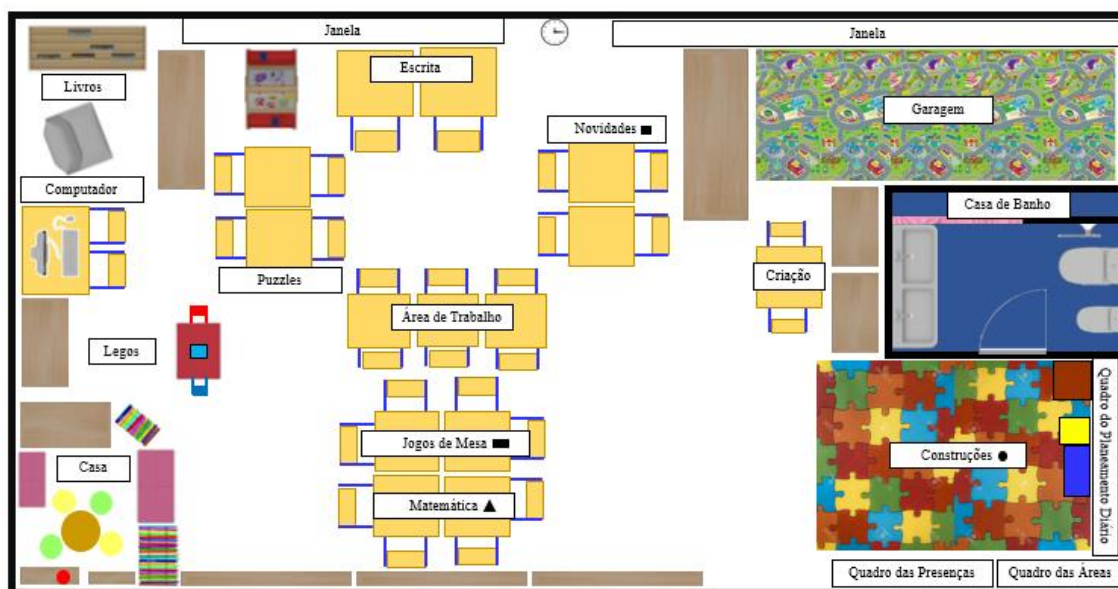 Janela
Janela
Livros
Escrita
Garagem
Novidades
Computador
Casa de Banho
Puzzles
Criação
Área de Trabalho
Legos
Jogos de Mesa
Construções
Casa
Matemática
Quadro do Planeamento Diário
Quadro das Presenças
Quadro das Áreas